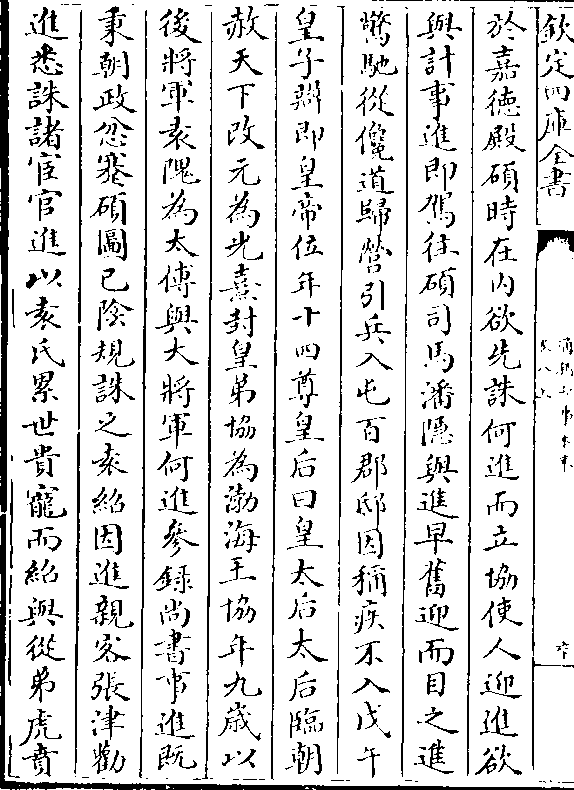 欽定四庫全書
於嘉徳殿碩時在内欲先誅何進而立協使人迎進欲
與計事進即駕往碩司馬潘隱與進早舊迎而目之進
驚馳從儳道歸營引兵入屯百郡邸因稱疾不入戊午
皇子辯即皇帝位年十四尊皇后曰皇太后太后臨朝
赦天下改元為光熹封皇弟協為渤海王協年九歳以
後將軍袁隗為太傅與大將軍何進參録尚書事進既
秉朝政忿蹇碩圖已陰規誅之袁紹因進親客張津勸
進悉誅諸宦官進以袁氏累世貴寵而紹與從弟虎賁